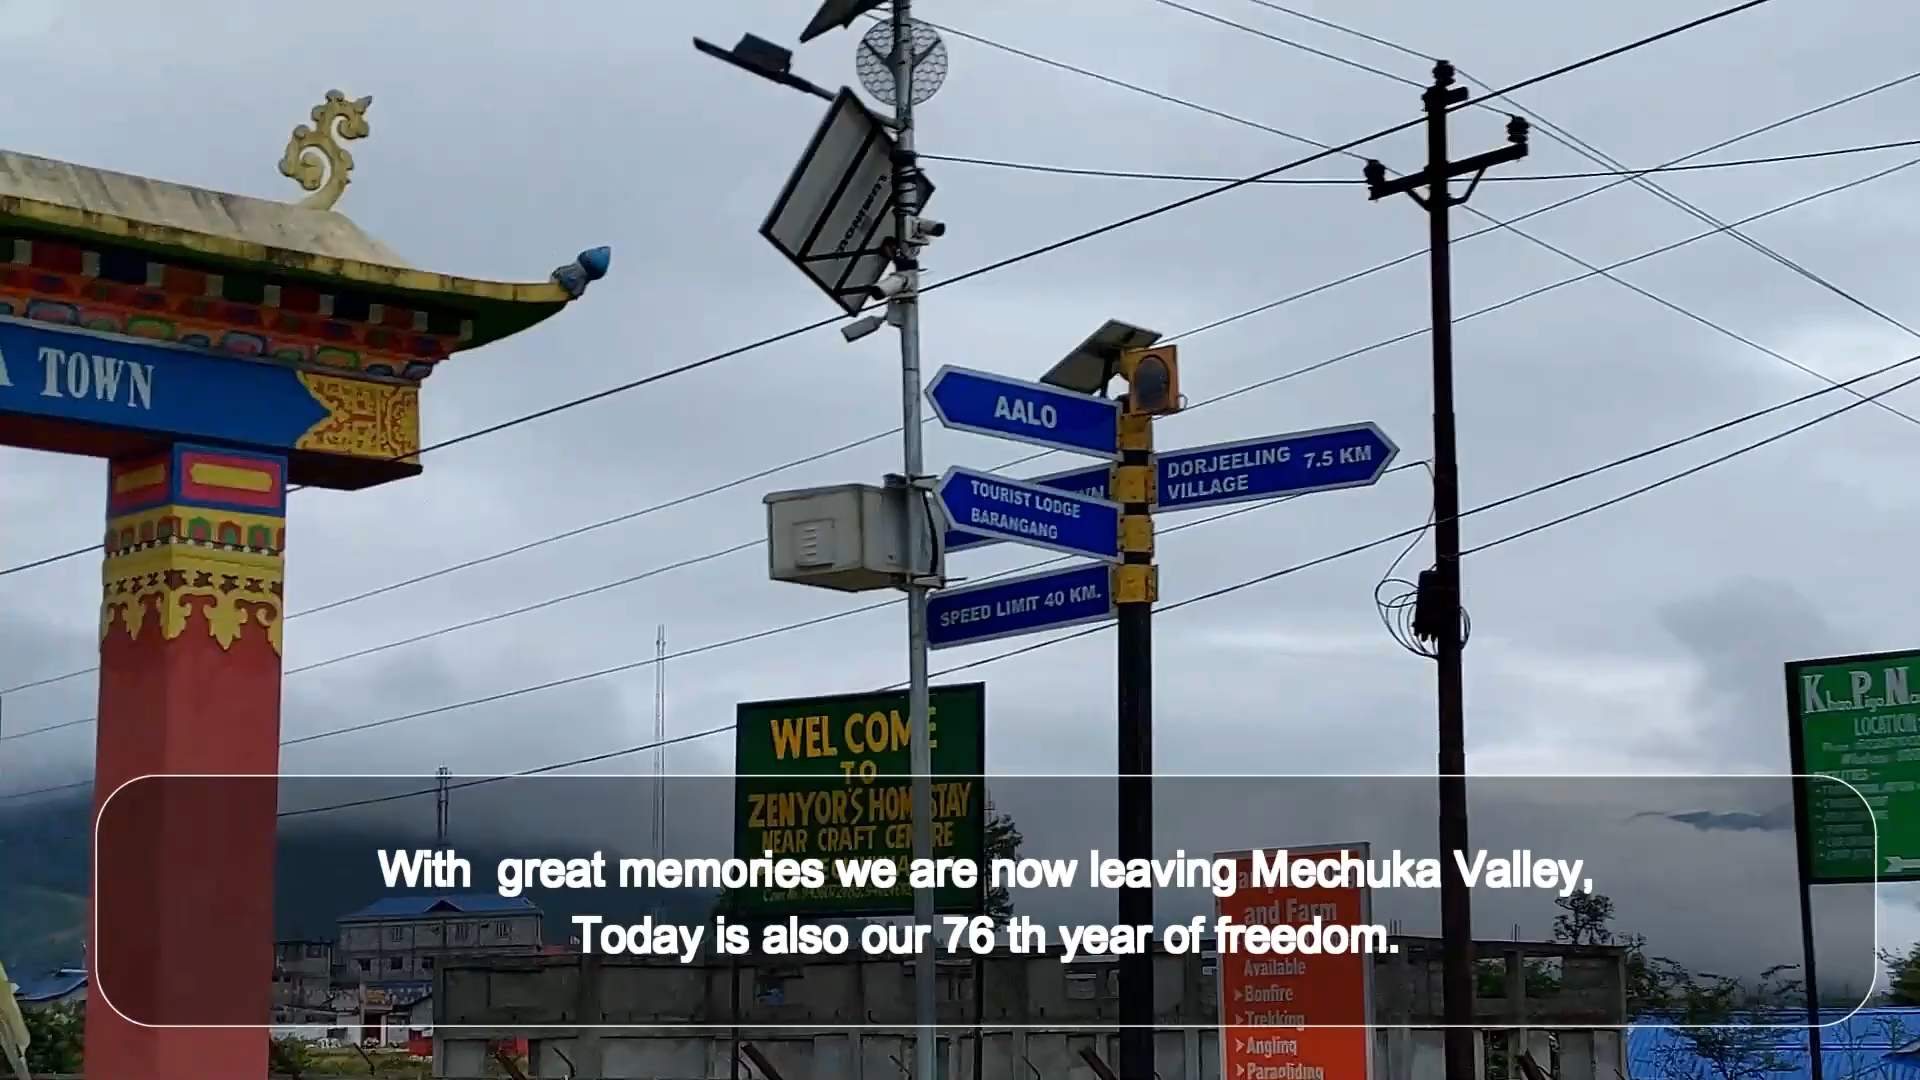 TOWN
AALO
DORJEELING 7.5 KM
VILLAGE
TOURIST LODGE
BARANGANG
SPEED LIMIT 40 KM.
WEL COME
TO
ZENYOR'S HOMESTAY
NEAR CRAFT CENTRE
K P N
LOCATION
With great memories we are now leaving Mechuka Valley,
Today is also our 76 th year of freedom.
and Farm
Available
➤Bonfire
➤Trekking
➤Angling
➤Paragliding